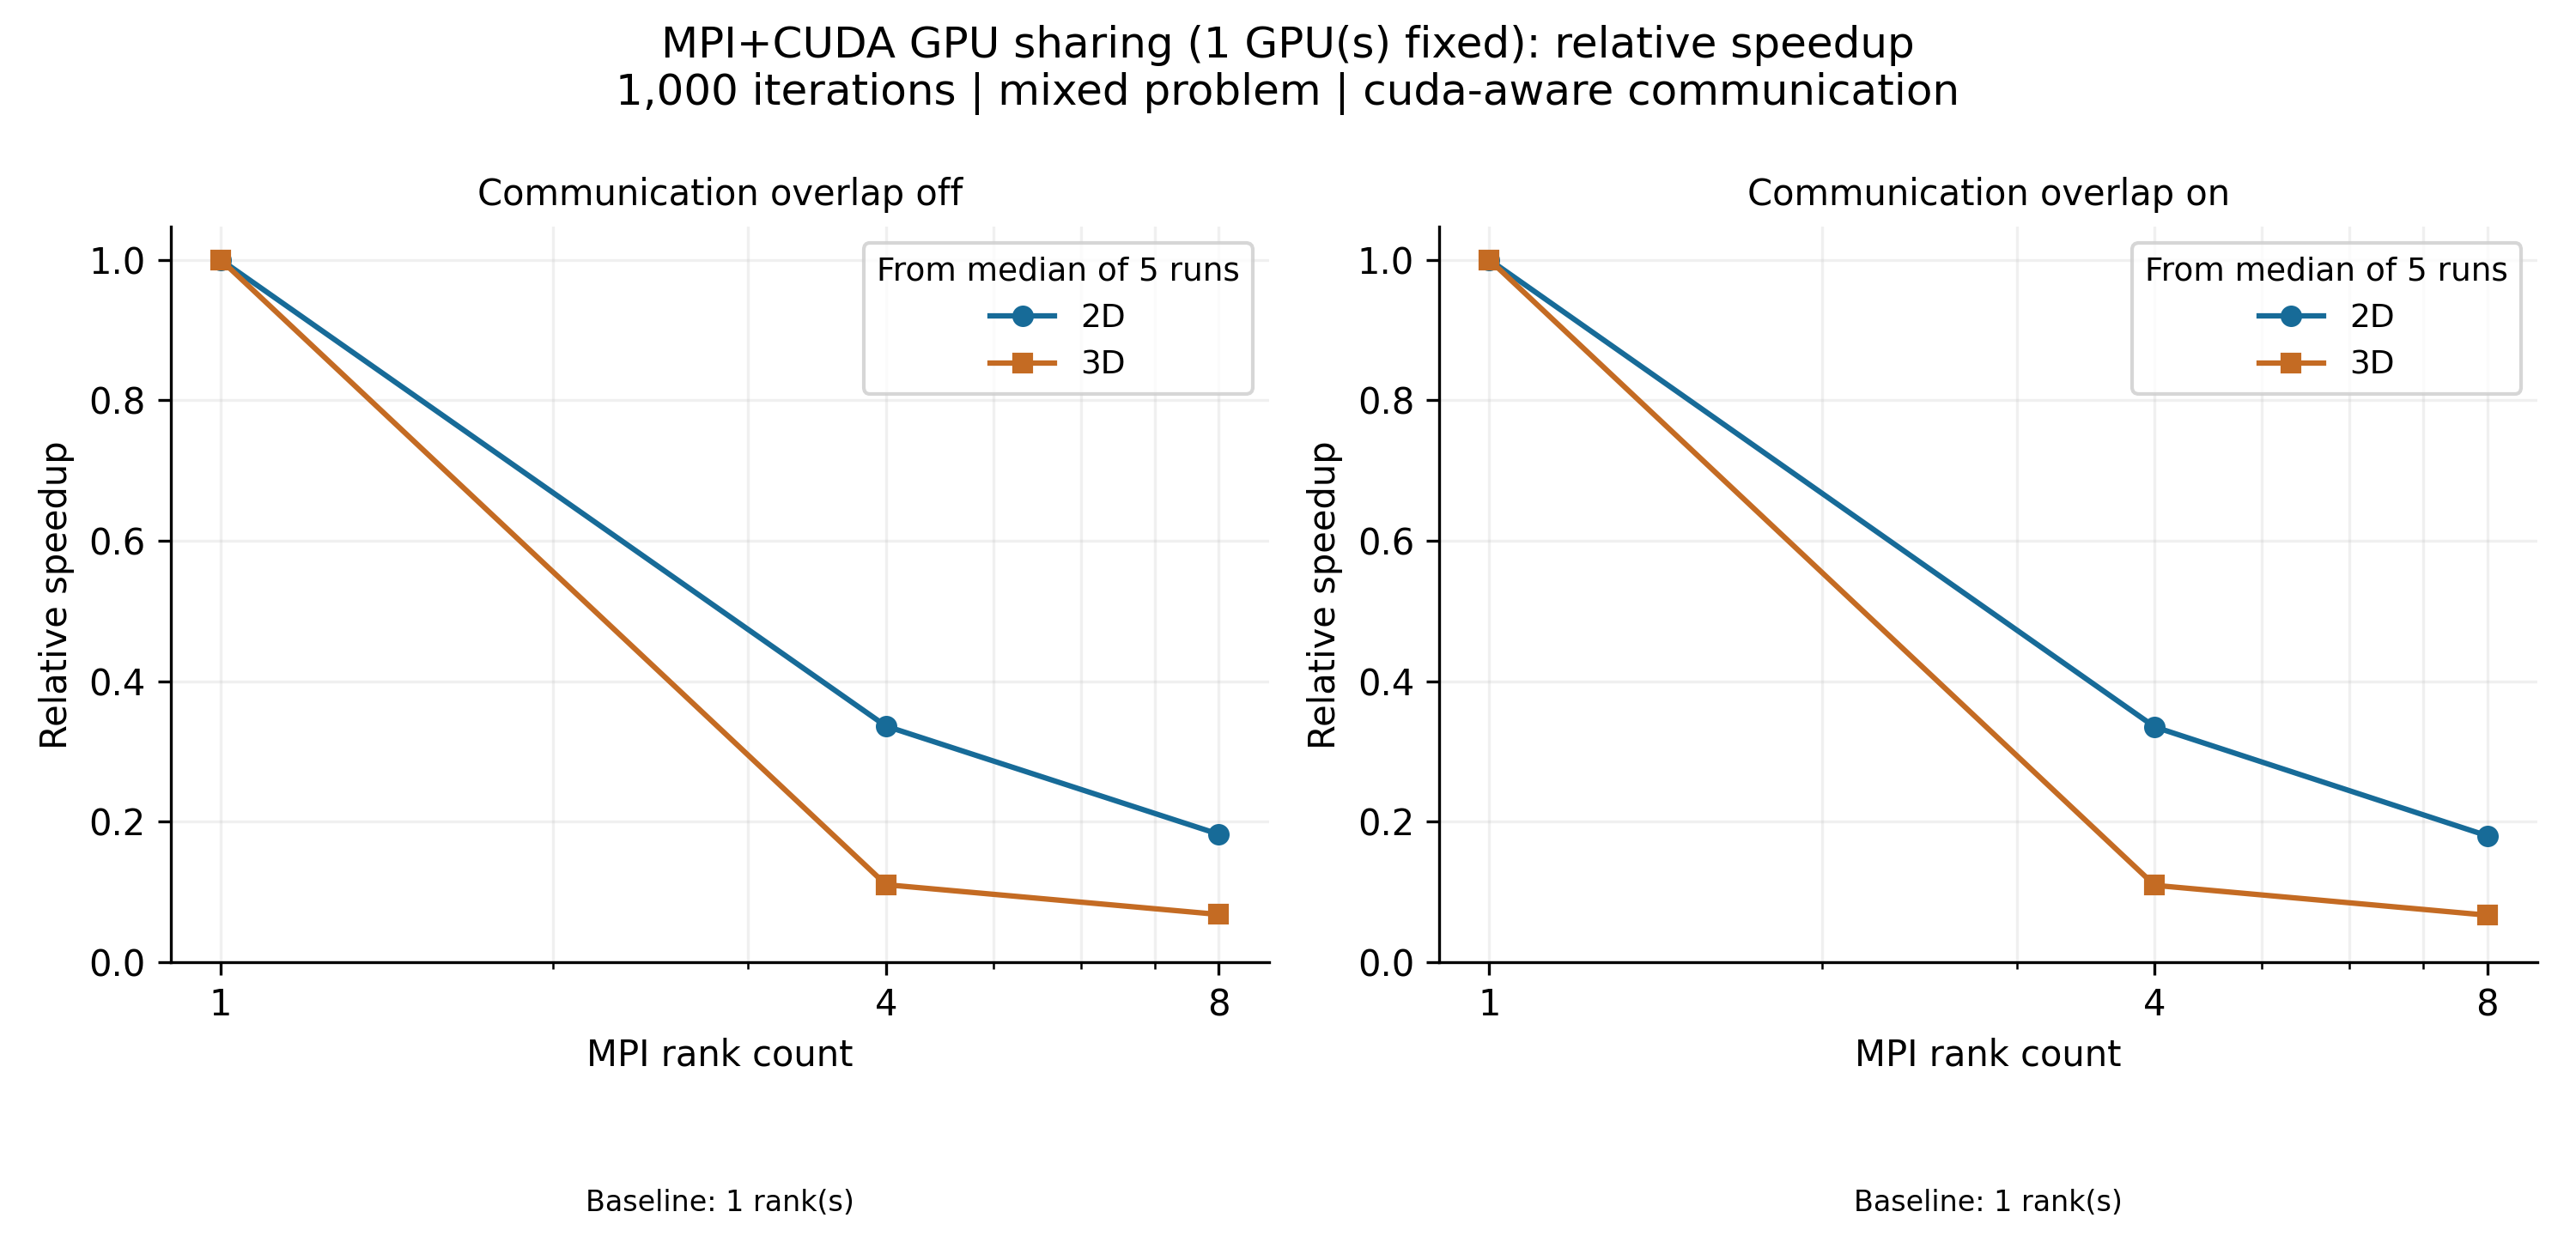 MPI+CUDA GPU sharing (1 GPU(s) fixed): relative speedup
1,000 iterations | mixed problem | cuda-aware communication
Communication overlap off
Relative speedup
1.0
0.8
0.6
0.4
0.2
0.0
From median of 5 runs
2D
3D
1 4 8
MPI rank count
Baseline: 1 rank(s)
Communication overlap on
Relative speedup
1.0
0.8
0.6
0.4
0.2
0.0
From median of 5 runs
2D
3D
1 4 8
MPI rank count
Baseline: 1 rank(s)